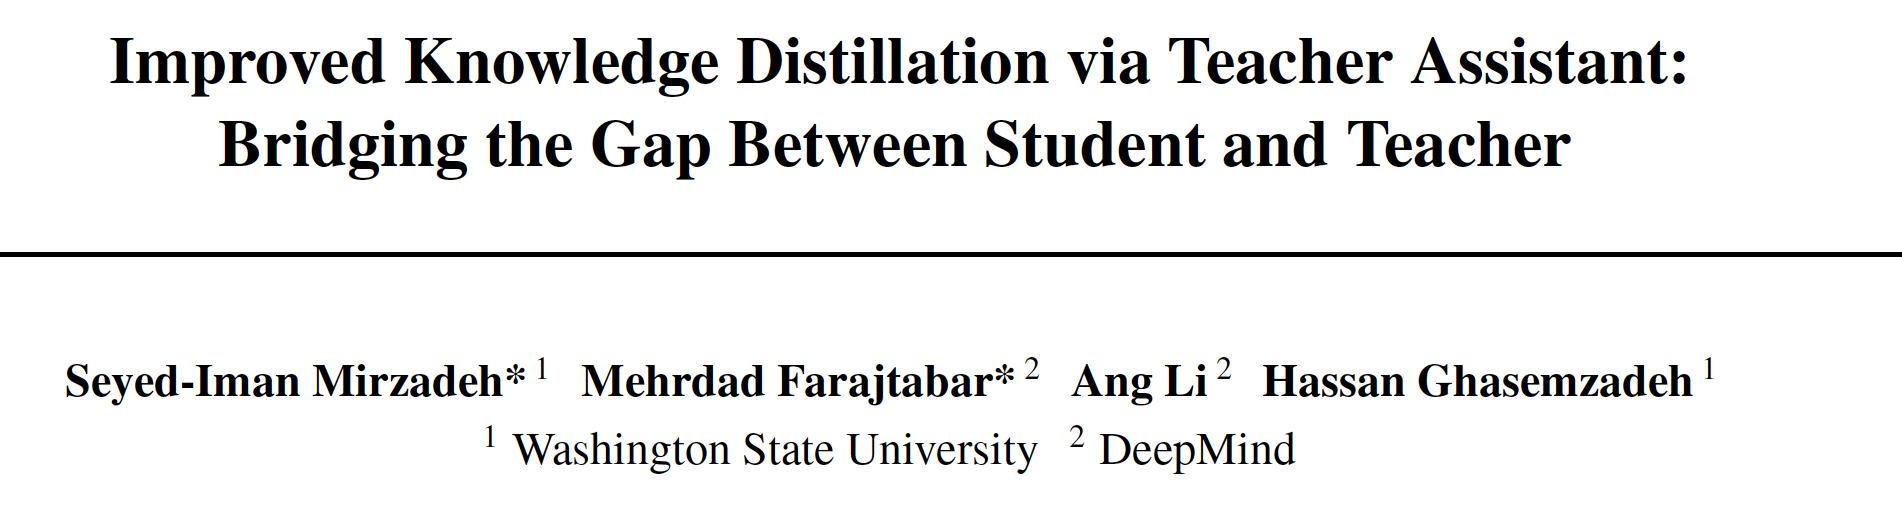 Improved Knowledge Distillation via Teacher Assistant:
Bridging the Gap Between Student and Teacher
Seyed-Iman Mirzadeh* 1 Mehrdad Farajtabar* 2 Ang Li 2 Hassan Ghasemzadeh 1
1 Washington State University 2 DeepMind